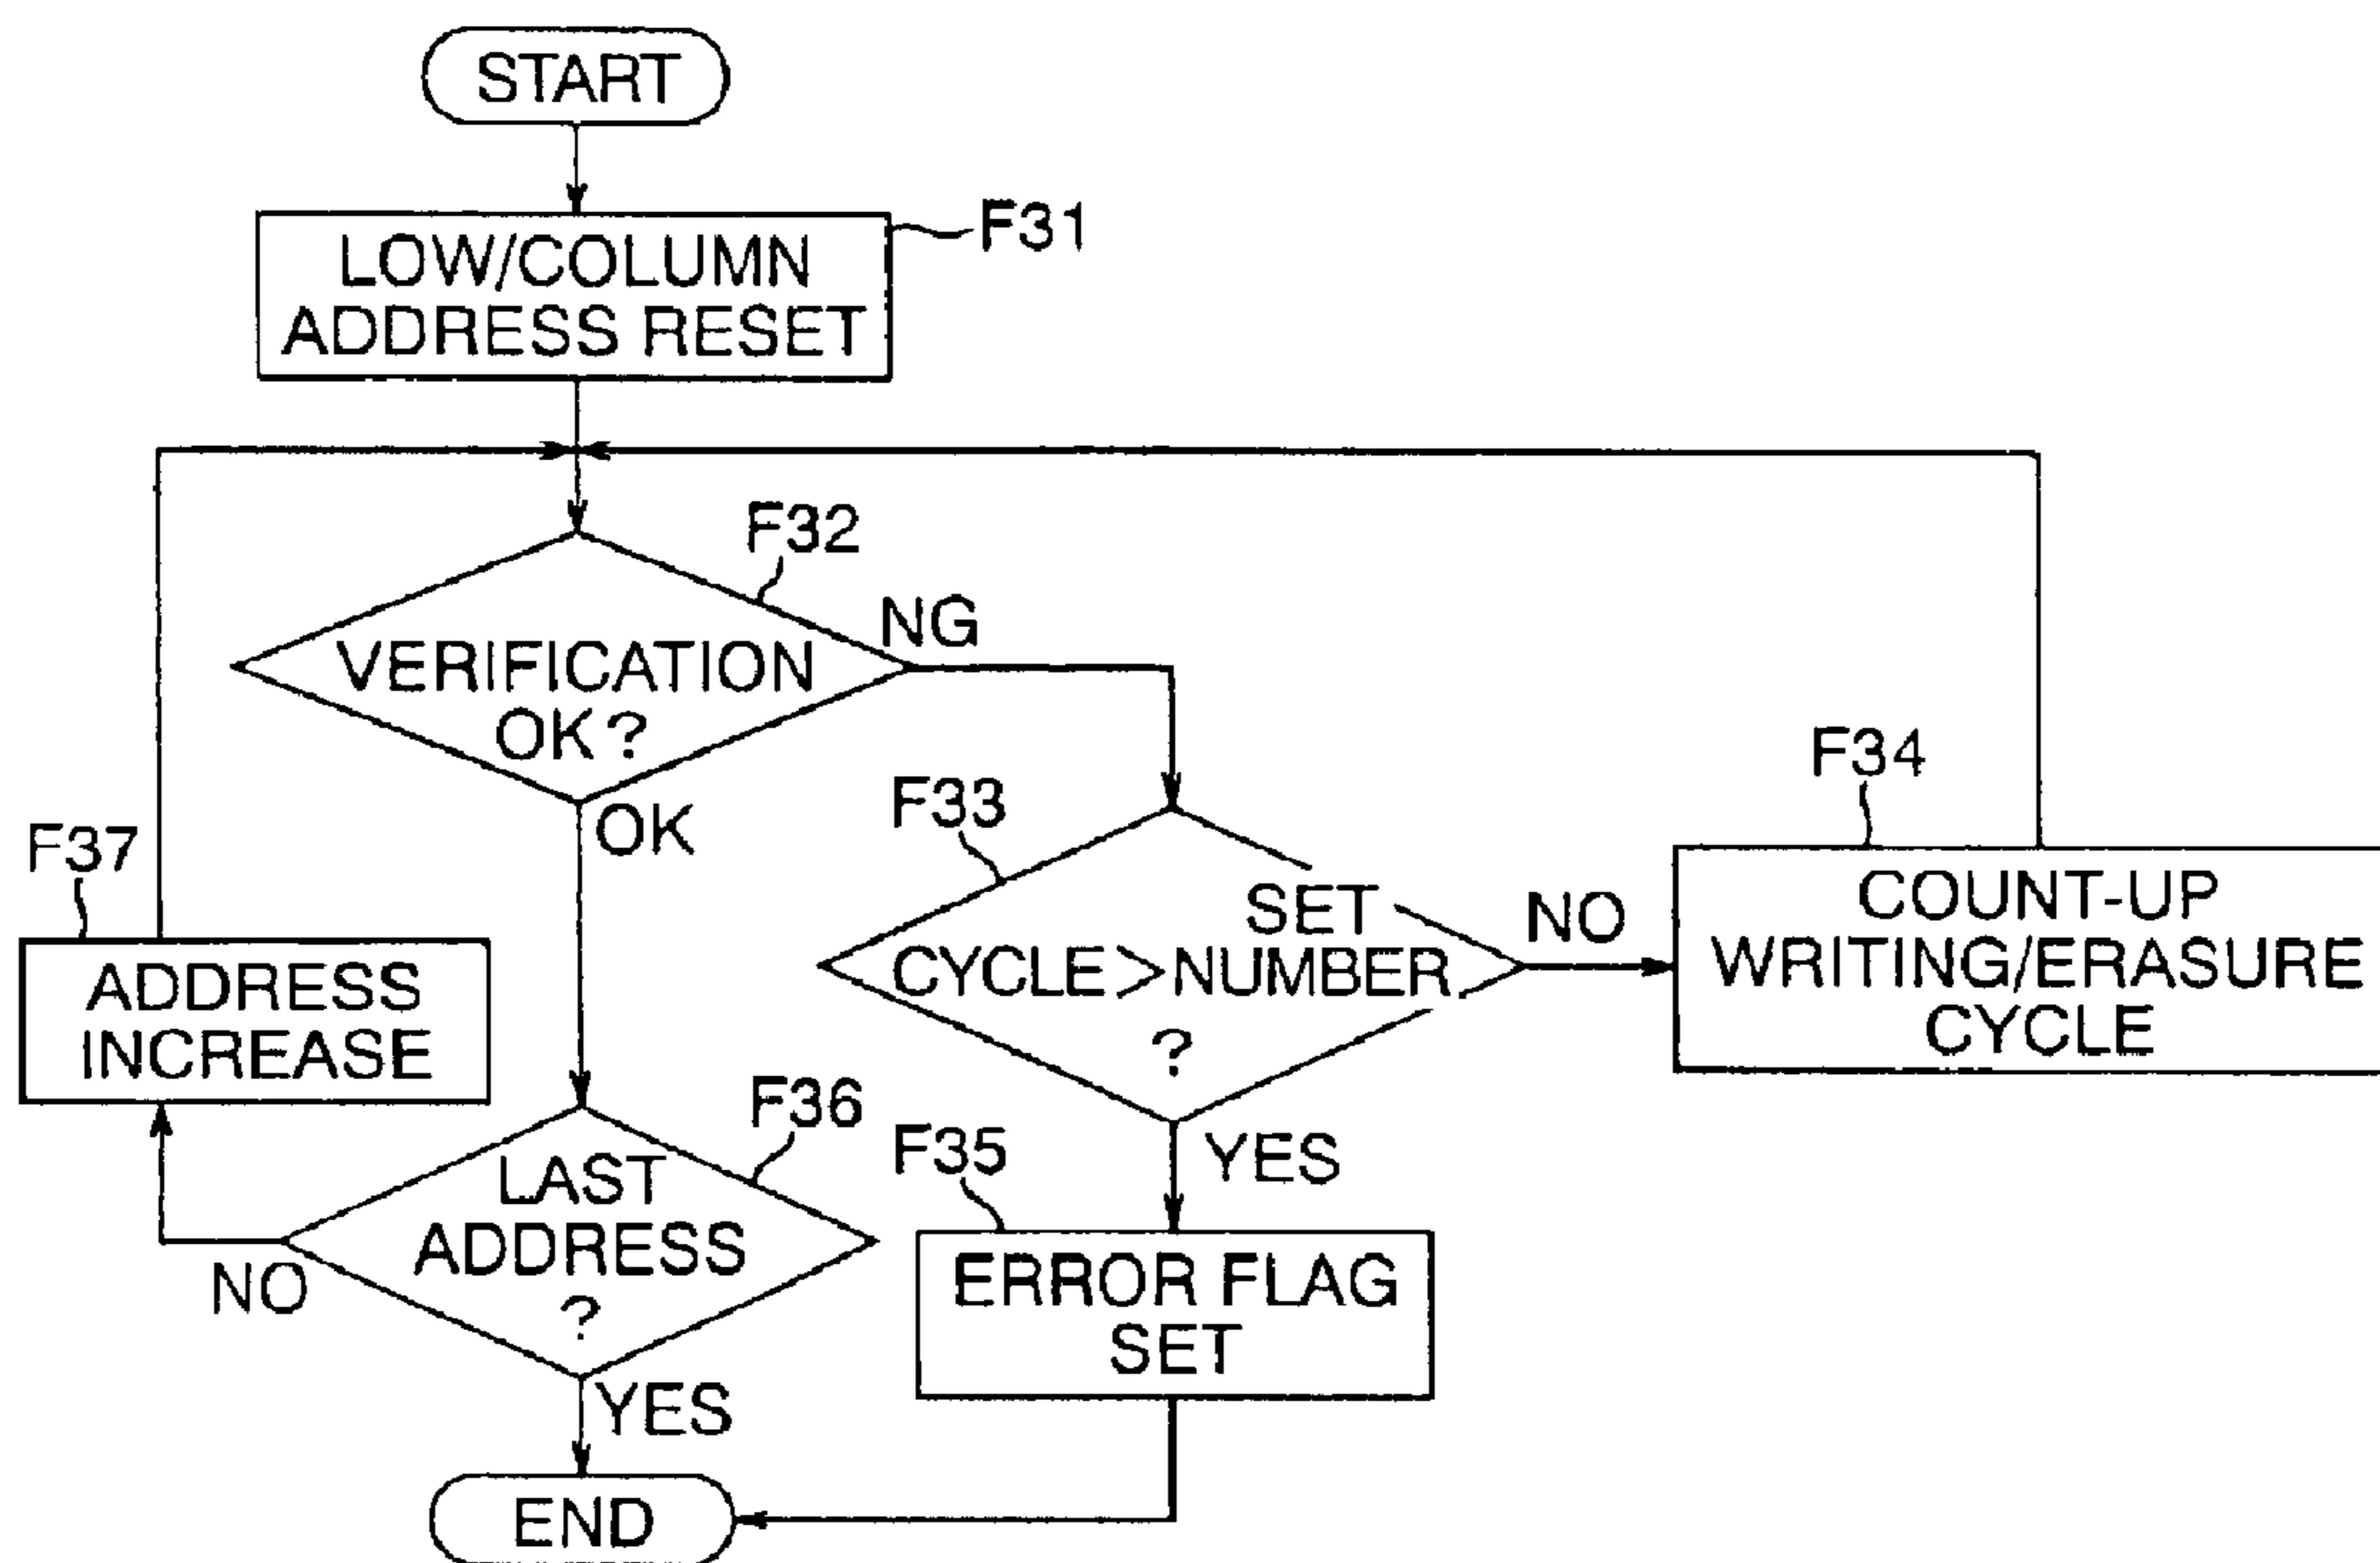 START
F31
LOW/COLUMN
ADDRESS RESET
F32
NG
VERIFICATION
OK?
OK
F33
F34
F37
SET
CYCLE>NUMBER
?
NO
COUNT-UP
WRITING/ERASURE
CYCLE
ADDRESS
INCREASE
F36
LAST
ADDRESS
?
NO
YES
F35
YES
ERROR FLAG
SET
END